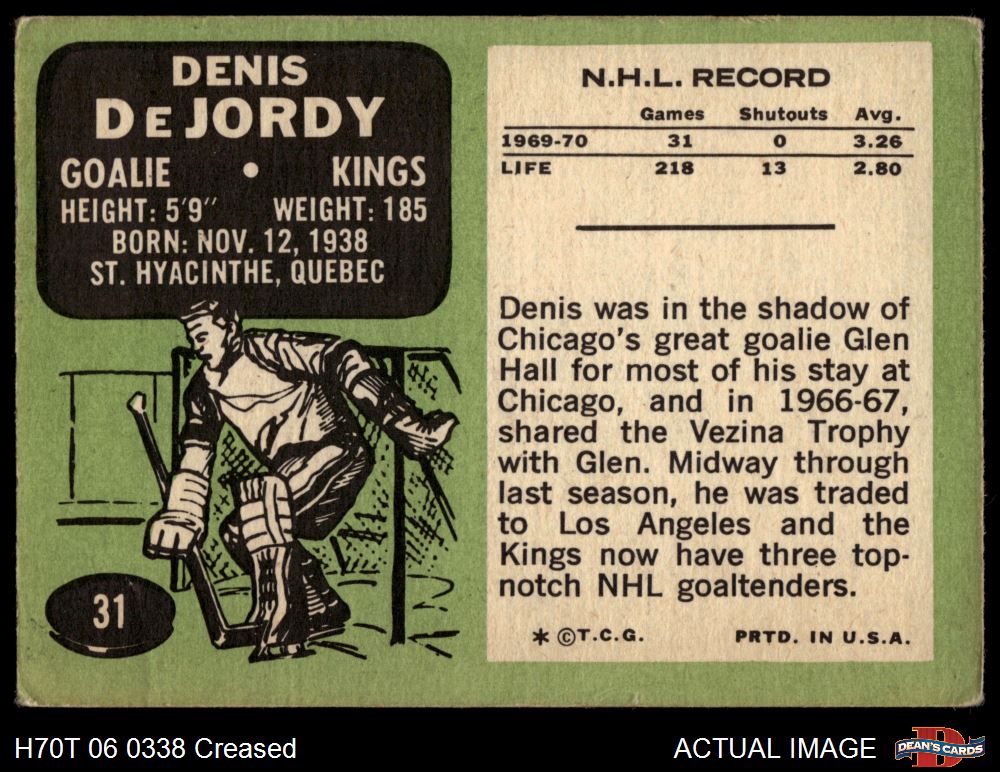 DENIS
DE JORDY
GOALIE • KINGS
HEIGHT: 5'9" WEIGHT: 185
BORN: NOV. 12, 1938
ST. HYACINTHE, QUEBEC
31
N.H.L. RECORD
Games Shutouts Avg.
1969-70 31 0 3.26
LIFE 218 13 2.80
Denis was in the shadow of
Chicago's great goalie Glen
Hall for most of his stay at
Chicago, and in 1966-67,
shared the Vezina Trophy
with Glen. Midway through
last season, he was traded
to Los Angeles and the
Kings now have three top-
notch NHL goaltenders.
* ©T.C.G. PRTD. IN U.S.A.
H70T 06 0338 Creased
ACTUAL IMAGE
D
DEAN'S CARDS